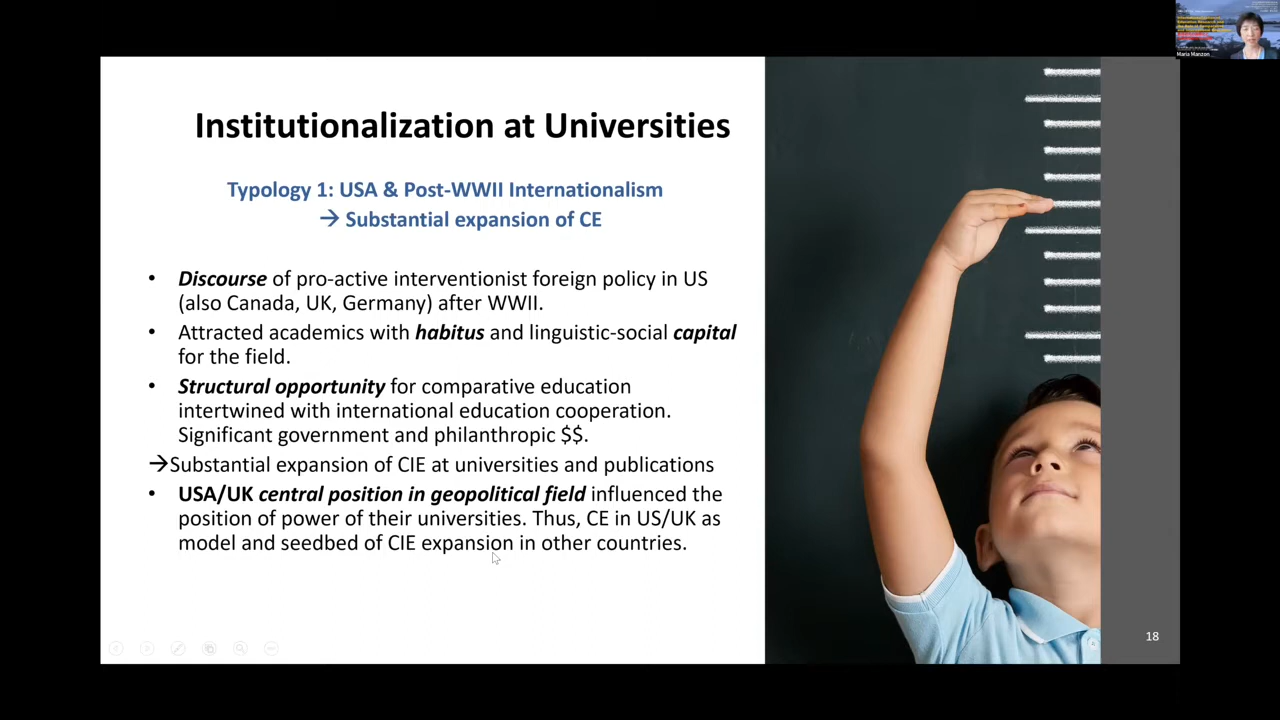 Institutionalization at Universities
Typology 1: USA & Post-WWII Internationalism
→ Substantial expansion of CE
• Discourse of pro-active interventionist foreign policy in US
(also Canada, UK, Germany) after WWII.
• Attracted academics with habitus and linguistic-social capital
for the field.
• Structural opportunity for comparative education
intertwined with international education cooperation.
Significant government and philanthropic $$.
→Substantial expansion of CIE at universities and publications
• USA/UK central position in geopolitical field influenced the
position of power of their universities. Thus, CE in US/UK as
model and seedbed of CIE expansion in other countries.
18
Maria Manzon